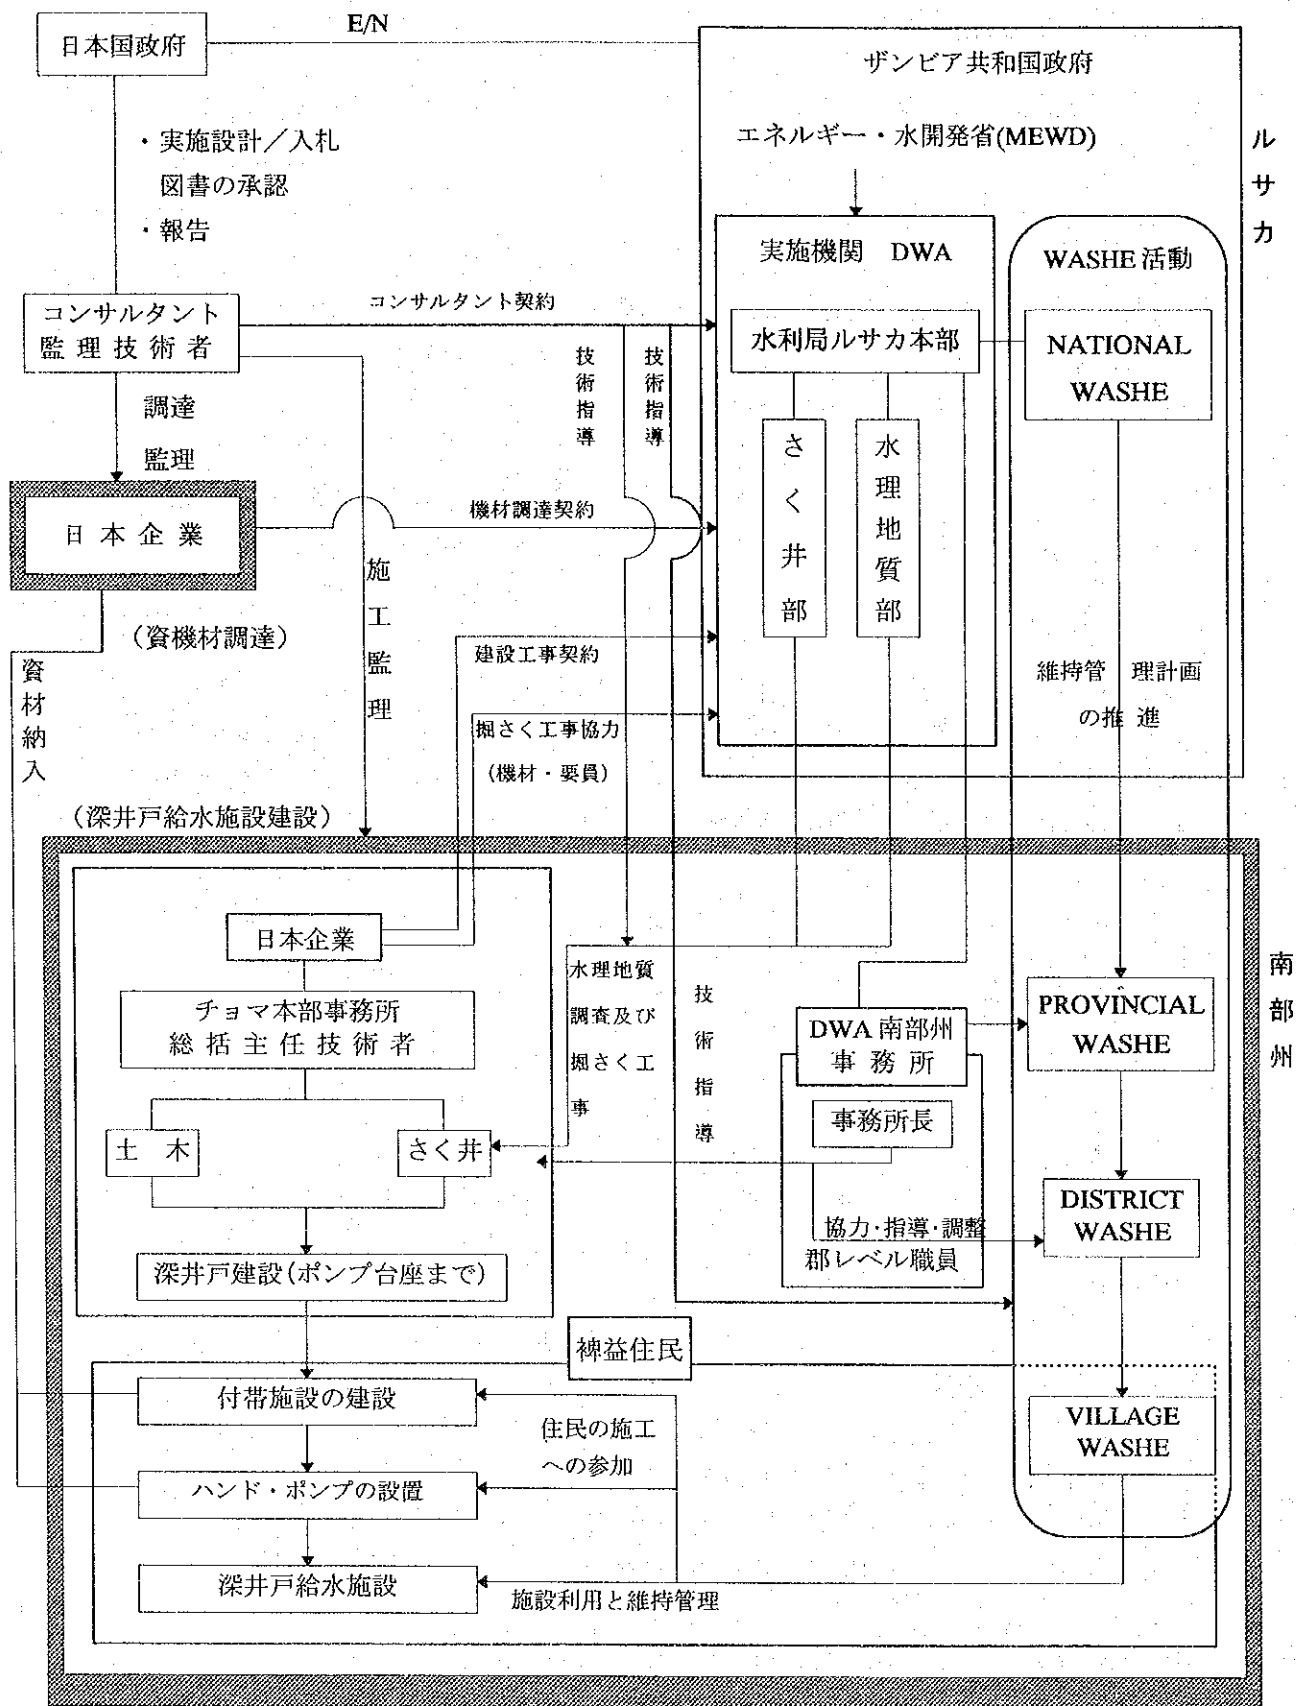 E/N
日本国政府
ザンビア共和国政府
エネルギー・水開発省(MEWD)
ルサカ
・実施設計／入札
図書の承認
・報告
実施機関 DWA
WASHE 活動
コンサルタント
監理技術者
コンサルタント契約
水利局ルサカ本部
NATIONAL
WASHE
技術指導
技術指導
調達
監理
さく井部
水理地質部
日本企業
機材調達契約
施工監理
(資機材調達)
資材納入
建設工事契約
掘さく工事協力
(機材・要員)
維持管理計画
の推進
(深井戸給水施設建設)
南部州
日本企業
チョマ本部事務所
総括主任技術者
水理地質
調査及び
掘さく工
事
技術指導
DWA 南部州
事務所
PROVINCIAL
WASHE
事務所長
土木
さく井
協力・指導・調整
郡レベル職員
DISTRICT
WASHE
深井戸建設(ポンプ台座まで)
裨益住民
付帯施設の建設
住民の施工
への参加
VILLAGE
WASHE
ハンド・ポンプの設置
深井戸給水施設
施設利用と維持管理